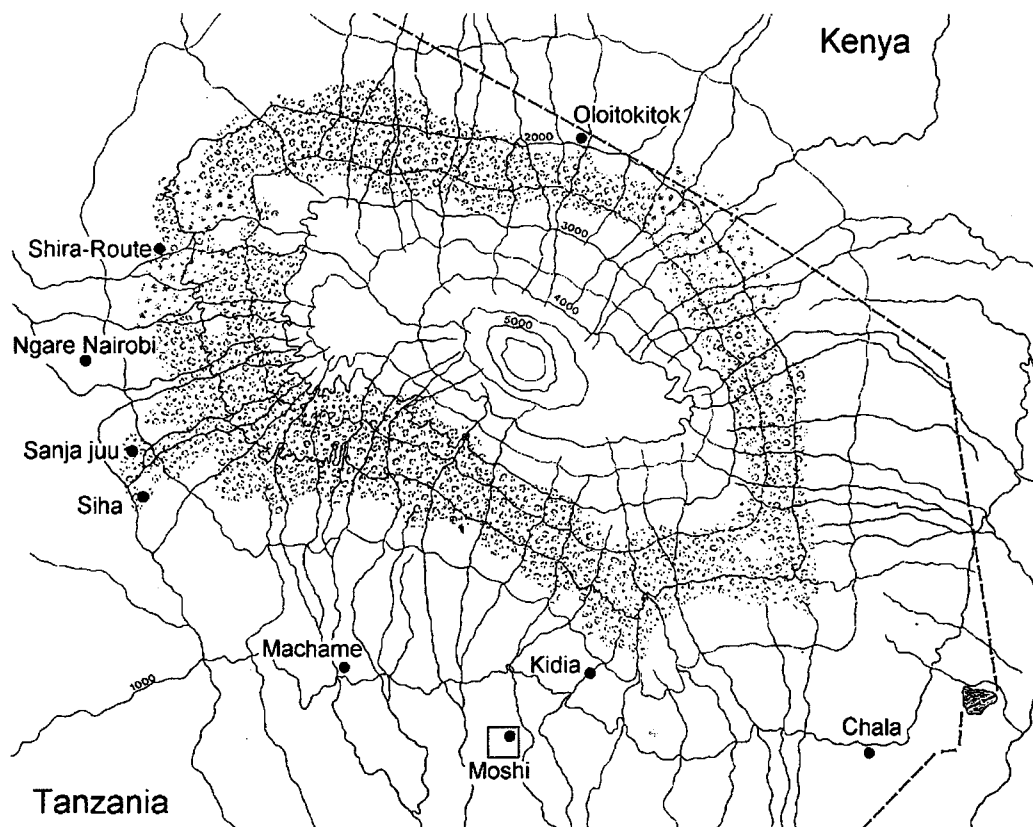 Kenya
Oloitokitok
2000
Shira-Route
3000
4000
5000
Ngare Nairobi
Sanja juu
Siha
Machame
Kidia
1000
Chala
Moshi
Tanzania